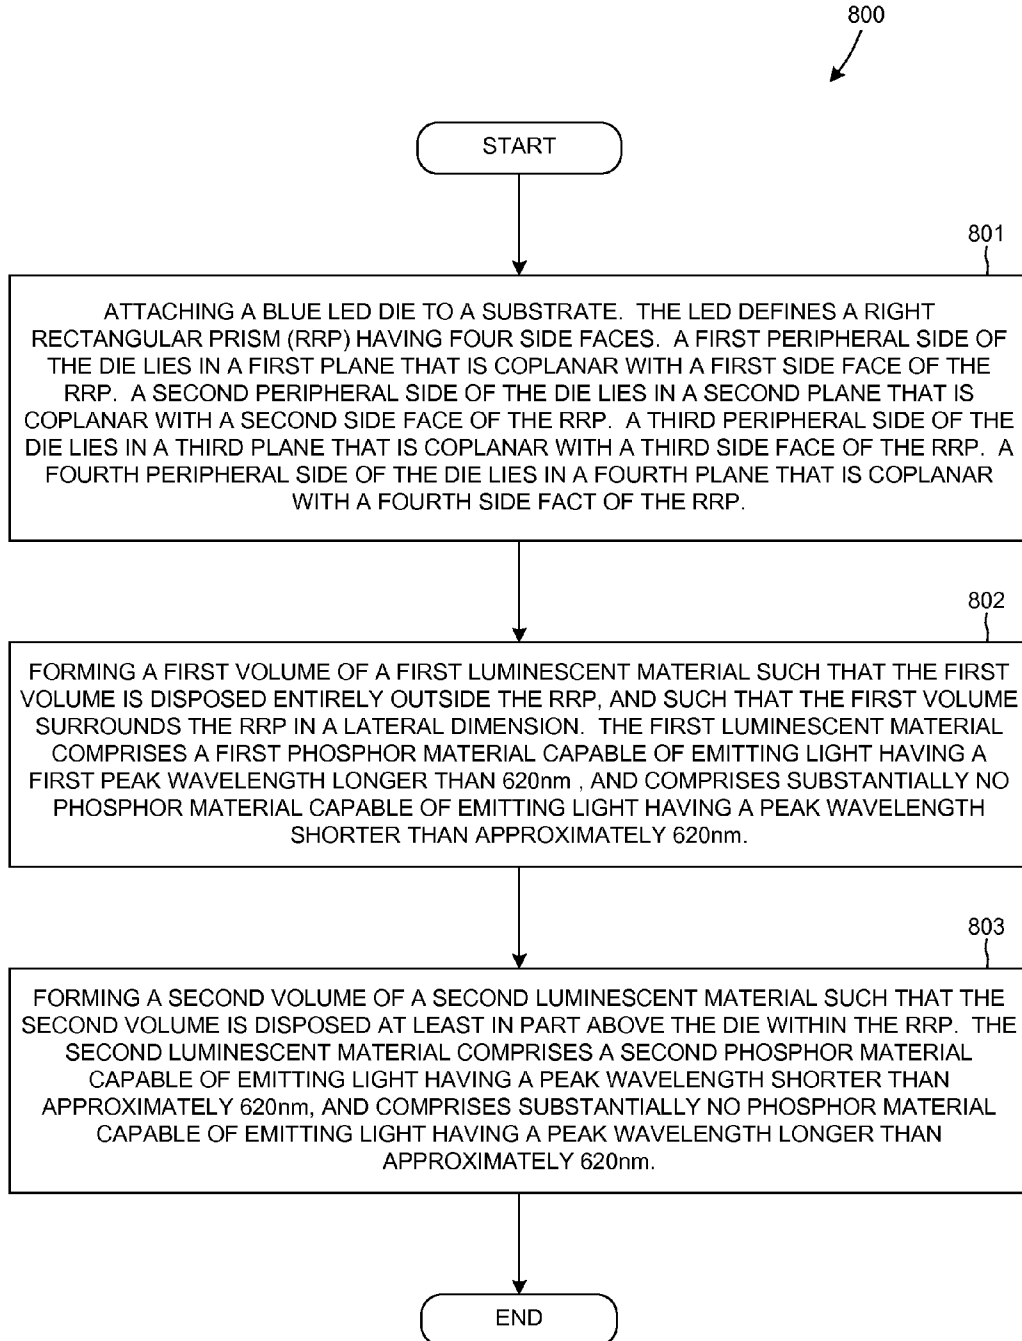 800
START
801
ATTACHING A BLUE LED DIE TO A SUBSTRATE. THE LED DEFINES A RIGHT
RECTANGULAR PRISM (RRP) HAVING FOUR SIDE FACES. A FIRST PERIPHERAL SIDE OF
THE DIE LIES IN A FIRST PLANE THAT IS COPLANAR WITH A FIRST SIDE FACE OF THE
RRP. A SECOND PERIPHERAL SIDE OF THE DIE LIES IN A SECOND PLANE THAT IS
COPLANAR WITH A SECOND SIDE FACE OF THE RRP. A THIRD PERIPHERAL SIDE OF THE
DIE LIES IN A THIRD PLANE THAT IS COPLANAR WITH A THIRD SIDE FACE OF THE RRP. A
FOURTH PERIPHERAL SIDE OF THE DIE LIES IN A FOURTH PLANE THAT IS COPLANAR
WITH A FOURTH SIDE FACT OF THE RRP.
802
FORMING A FIRST VOLUME OF A FIRST LUMINESCENT MATERIAL SUCH THAT THE FIRST
VOLUME IS DISPOSED ENTIRELY OUTSIDE THE RRP, AND SUCH THAT THE FIRST VOLUME
SURROUNDS THE RRP IN A LATERAL DIMENSION. THE FIRST LUMINESCENT MATERIAL
COMPRISES A FIRST PHOSPHOR MATERIAL CAPABLE OF EMITTING LIGHT HAVING A
FIRST PEAK WAVELENGTH LONGER THAN 620nm , AND COMPRISES SUBSTANTIALLY NO
PHOSPHOR MATERIAL CAPABLE OF EMITTING LIGHT HAVING A PEAK WAVELENGTH
SHORTER THAN APPROXIMATELY 620nm.
803
FORMING A SECOND VOLUME OF A SECOND LUMINESCENT MATERIAL SUCH THAT THE
SECOND VOLUME IS DISPOSED AT LEAST IN PART ABOVE THE DIE WITHIN THE RRP. THE
SECOND LUMINESCENT MATERIAL COMPRISES A SECOND PHOSPHOR MATERIAL
CAPABLE OF EMITTING LIGHT HAVING A PEAK WAVELENGTH SHORTER THAN
APPROXIMATELY 620nm, AND COMPRISES SUBSTANTIALLY NO PHOSPHOR MATERIAL
CAPABLE OF EMITTING LIGHT HAVING A PEAK WAVELENGTH LONGER THAN
APPROXIMATELY 620nm.
END